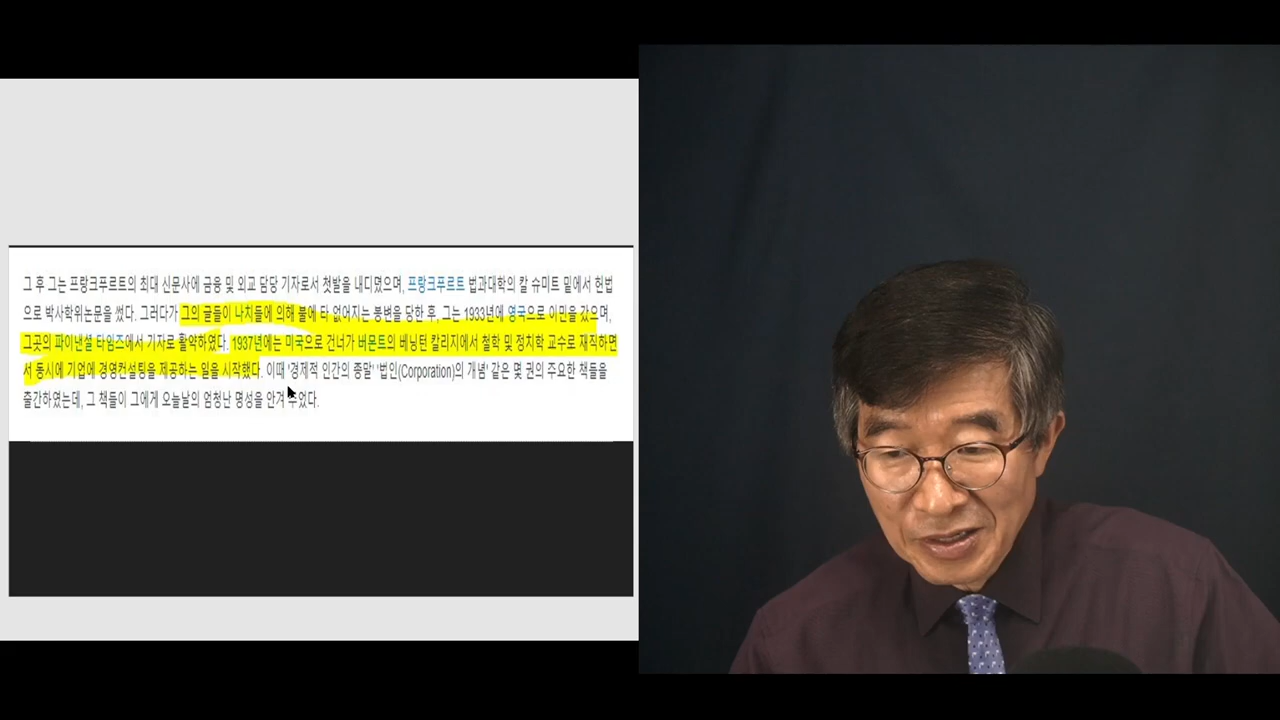 그 후 그는 프랑크푸르트의 최대 신문사에 금융 및 외교 담당 기자로서 첫발을 내디뎠으며, 프랑크푸르트 법과대학의 칼 슈미트 밑에서 헌법
으로 박사학위논문을 썼다. 그러다가 그의 글들이 나치들에 의해 불에 타 없어지는 봉변을 당한 후, 그는 1933년에 영국으로 이민을 갔으며,
그곳의 파이낸셜 타임즈에서 기자로 활약하였다. 1937년에는 미국으로 건너가 버몬트의 베닝턴 칼리지에서 철학 및 정치학 교수로 재직하면
서 동시에 기업에 경영컨설팅을 제공하는 일을 시작했다. 이때 '경제적 인간의 종말' '법인(Corporation)의 개념' 같은 몇 권의 주요한 책들을
출간하였는데, 그 책들이 그에게 오늘날의 엄청난 명성을 안겨 주었다.